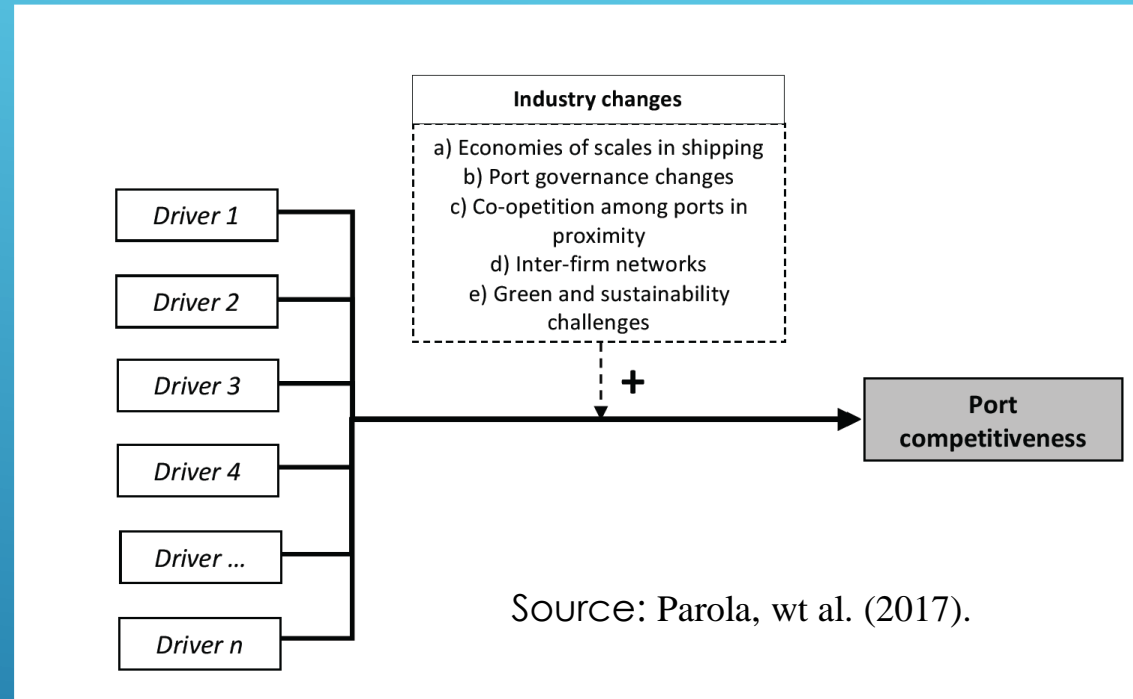 Industry changes
a) Economies of scales in shipping
b) Port governance changes
c) Co-opetition among ports in
proximity
d) Inter-firm networks
e) Green and sustainability
challenges
+
Driver 1
Driver 2
Driver 3
Driver 4
Driver ...
Driver n
Port
competitiveness
Source: Parola, wt al. (2017).